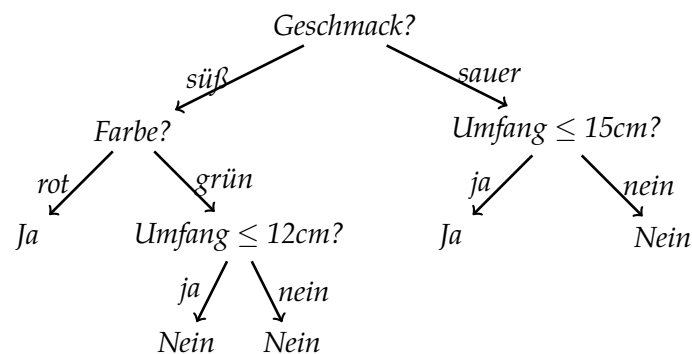 Geschmack?
süß sauer
Farbe? Umfang ≤ 15cm?
rot grün ja nein
Ja Umfang ≤ 12cm? Ja Nein
ja nein
Nein Nein